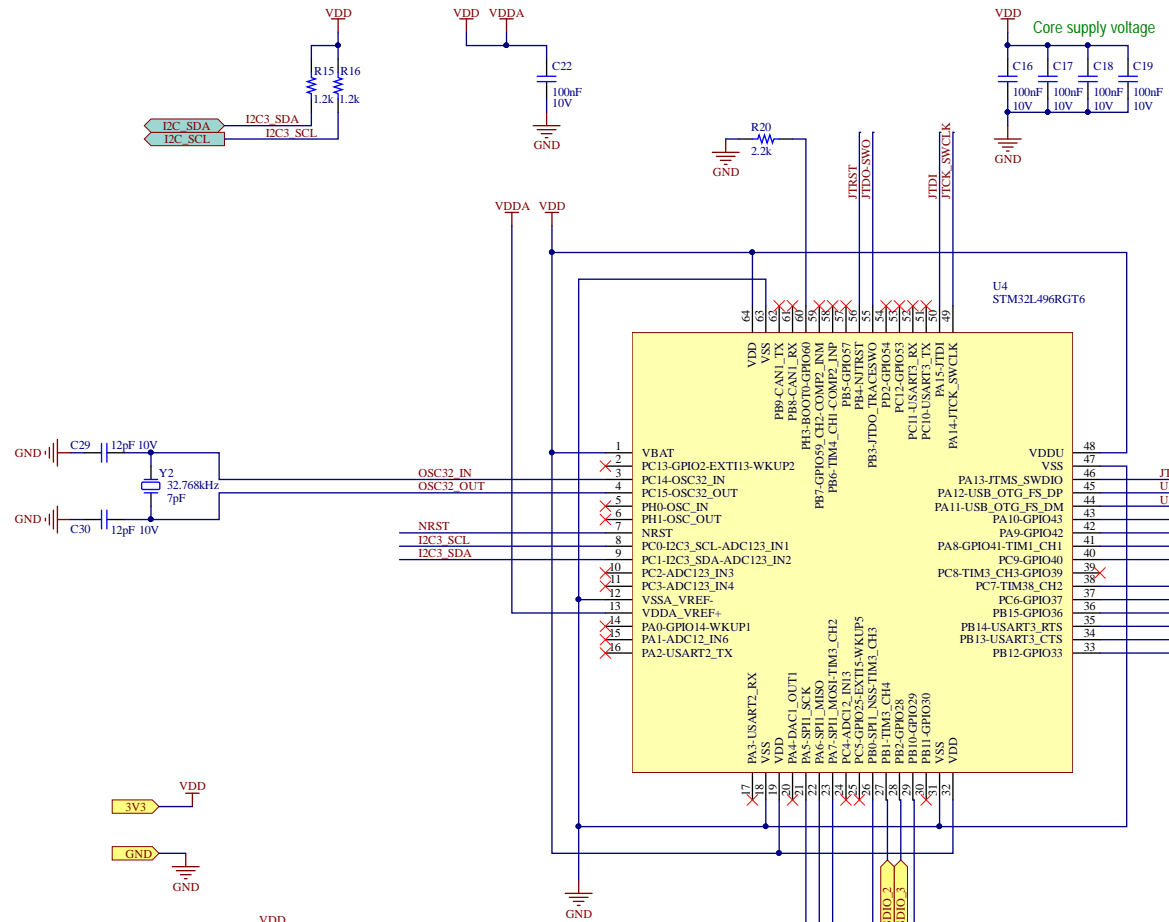 VDD
VDD
VDDA
VDD
Core supply voltage
R15
R16
1.2k
1.2k
C22
100nF
10V
GND
C16
100nF
10V
C17
100nF
10V
C18
100nF
10V
C19
100nF
10V
GND
I2C_SDA
I2C3_SDA
I2C_SCL
I2C3_SCL
R20
2.2k
GND
JTRST
JTDO-SWO
JTDI
JTCK_SWCLK
VDDA
VDD
U4
STM32L496RGT6
64
63
62
61
60
59
58
57
56
55
54
53
52
51
50
49
VDD
VSS
PB9-CAN1_TX
PB8-CAN1_RX
PH3-BOOT0-GPIO60
PB7-GPIO59_CH2-COMP2_INM
PB6-TIM4_CH1-COMP2_INP
PB5-GPIO57
PB4-NJTRST
PB3-JTDO_TRACESWO
PD2-GPIO54
PC12-GPIO53
PC11-USART3_RX
PC10-USART3_TX
PA15-JTDI
PA14-JTCK_SWCLK
GND
C29
12pF 10V
Y2
32.768kHz
7pF
GND
C30
12pF 10V
OSC32_IN
OSC32_OUT
NRST
I2C3_SCL
I2C3_SDA
1 VBAT
2 PC13-GPIO2-EXTI13-WKUP2
3 PC14-OSC32_IN
4 PC15-OSC32_OUT
5 PH0-OSC_IN
6 PH1-OSC_OUT
7 NRST
8 PC0-I2C3_SCL-ADC123_IN1
9 PC1-I2C3_SDA-ADC123_IN2
10 PC2-ADC123_IN3
11 PC3-ADC123_IN4
12 VSSA_VREF-
13 VDDA_VREF+
14 PA0-GPIO14-WKUP1
15 PA1-ADC12_IN6
16 PA2-USART2_TX
VDDU 48
VSS 47
PA13-JTMS_SWDIO 46
PA12-USB_OTG_FS_DP 45
PA11-USB_OTG_FS_DM 44
PA10-GPIO43 43
PA9-GPIO42 42
PA8-GPIO41-TIM1_CH1 41
PC9-GPIO40 40
PC8-TIM3_CH3-GPIO39 39
PC7-TIM38_CH2 38
PC6-GPIO37 37
PB15-GPIO36 36
PB14-USART3_RTS 35
PB13-USART3_CTS 34
PB12-GPIO33 33
JT
U
U
PA3-USART2_RX
VSS
VDD
PA4-DAC1_OUT1
PA5-SPI1_SCK
PA6-SPI1_MISO
PA7-SPI1_MOSI-TIM3_CH2
PC4-ADC12_IN13
PC5-GPIO25-EXTI5-WKUP5
PB0-SPI1_NSS-TIM3_CH3
PB1-TIM3_CH4
PB2-GPIO28
PB10-GPIO29
PB11-GPIO30
VSS
VDD
17
18
19
20
21
22
23
24
25
26
27
28
29
30
31
32
3V3
VDD
GND
GND
GND
DIO_2
DIO_3
VDD